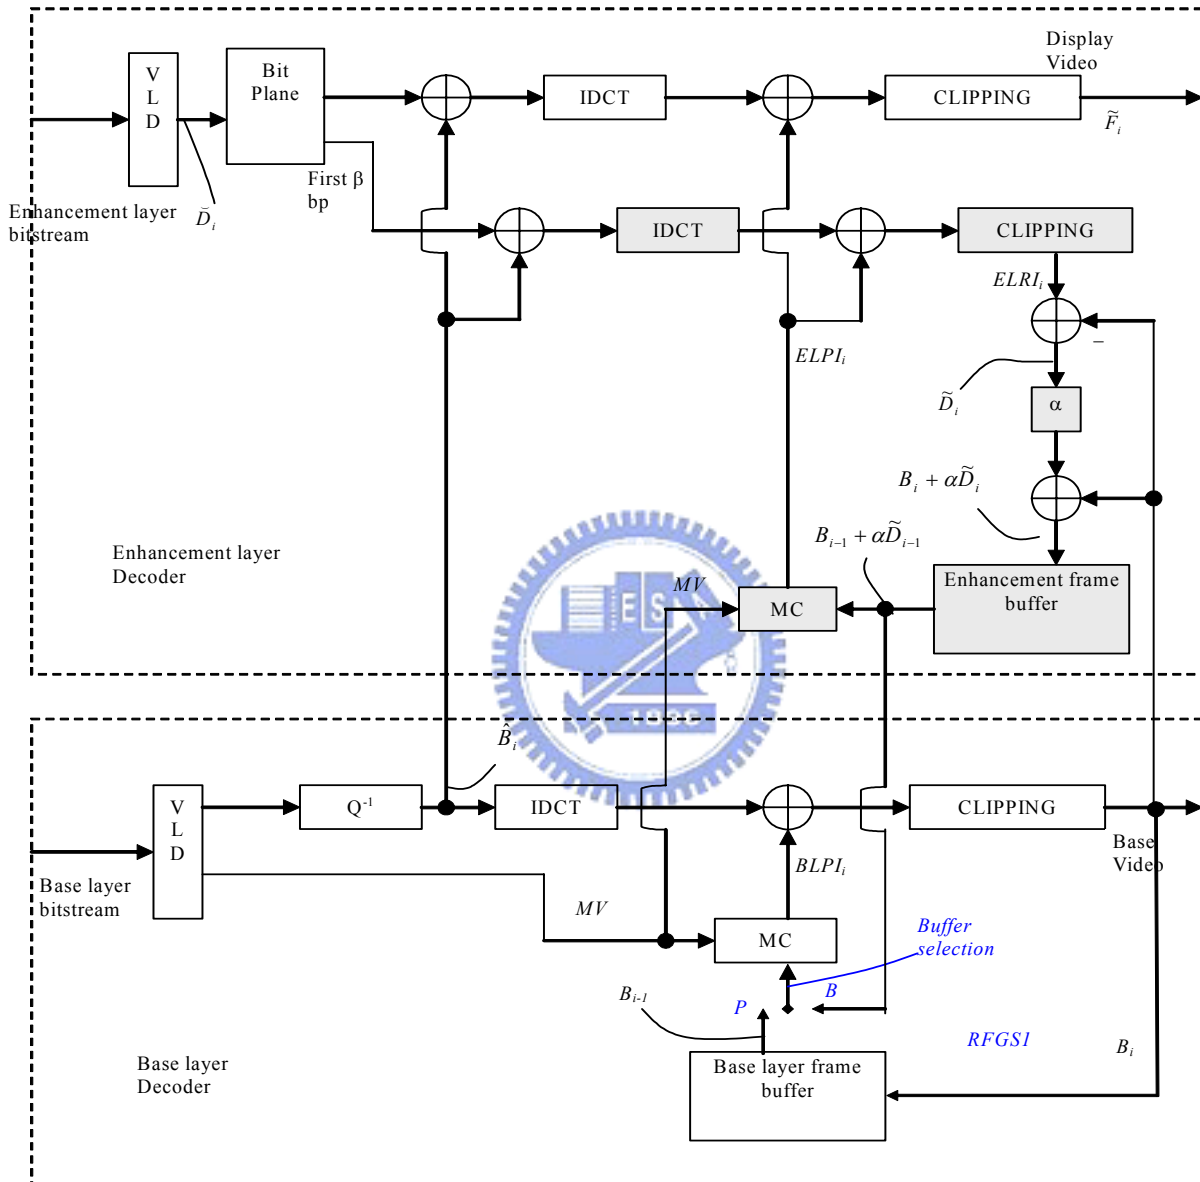 Display
Video
V
L
D
Bit
Plane
IDCT
CLIPPING
F̃ᵢ
First β
bp
Enhancement layer
bitstream
D̆ᵢ
IDCT
CLIPPING
ELRIᵢ
−
ELPIᵢ
D̃ᵢ
α
Bᵢ + αD̃ᵢ
Bᵢ₋₁ + αD̃ᵢ₋₁
Enhancement layer
Decoder
MV
MC
Enhancement frame
buffer
ES
1896
B̂ᵢ
V
L
D
Q⁻¹
IDCT
CLIPPING
Base
Video
Base layer
bitstream
BLPIᵢ
MV
MC
Buffer
selection
Bᵢ₋₁
P
B
RFGS1
Bᵢ
Base layer
Decoder
Base layer frame
buffer